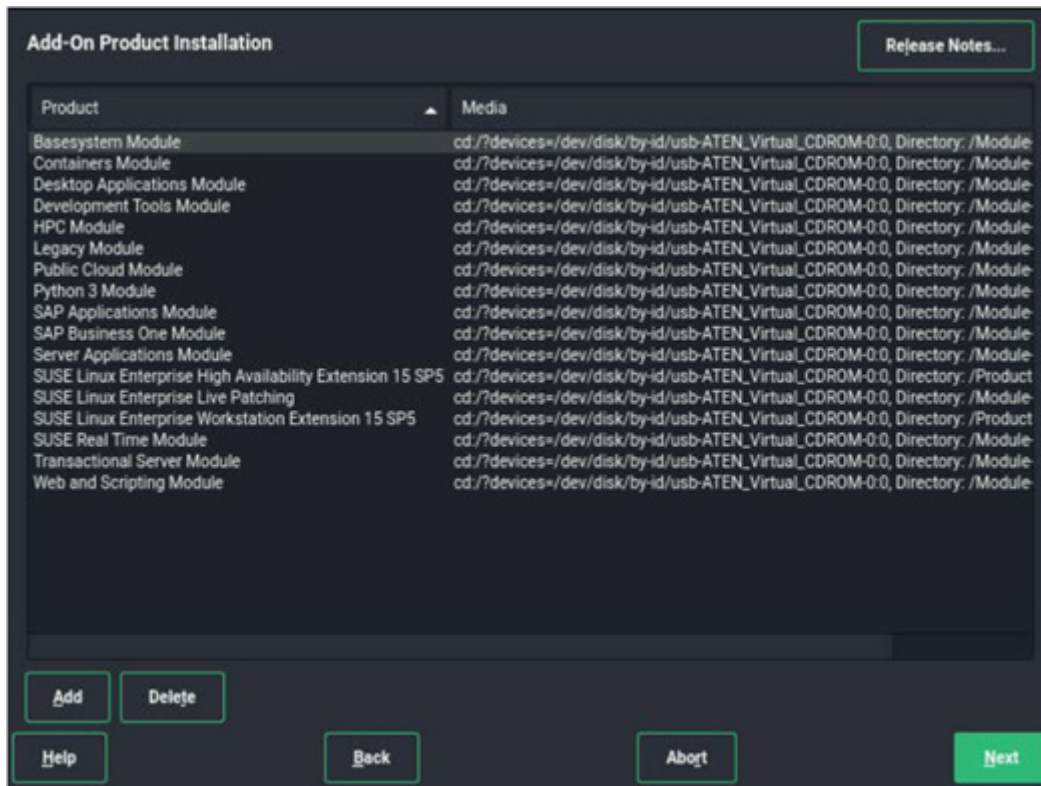 Add-On Product Installation
Release Notes...
Product Media
Basesystem Module cd:/?devices=/dev/disk/by-id/usb-ATEN_Virtual_CDROM-0:0, Directory: /Module-
Containers Module cd:/?devices=/dev/disk/by-id/usb-ATEN_Virtual_CDROM-0:0, Directory: /Module-
Desktop Applications Module cd:/?devices=/dev/disk/by-id/usb-ATEN_Virtual_CDROM-0:0, Directory: /Module-
Development Tools Module cd:/?devices=/dev/disk/by-id/usb-ATEN_Virtual_CDROM-0:0, Directory: /Module-
HPC Module cd:/?devices=/dev/disk/by-id/usb-ATEN_Virtual_CDROM-0:0, Directory: /Module-
Legacy Module cd:/?devices=/dev/disk/by-id/usb-ATEN_Virtual_CDROM-0:0, Directory: /Module-
Public Cloud Module cd:/?devices=/dev/disk/by-id/usb-ATEN_Virtual_CDROM-0:0, Directory: /Module-
Python 3 Module cd:/?devices=/dev/disk/by-id/usb-ATEN_Virtual_CDROM-0:0, Directory: /Module-
SAP Applications Module cd:/?devices=/dev/disk/by-id/usb-ATEN_Virtual_CDROM-0:0, Directory: /Module-
SAP Business One Module cd:/?devices=/dev/disk/by-id/usb-ATEN_Virtual_CDROM-0:0, Directory: /Module-
Server Applications Module cd:/?devices=/dev/disk/by-id/usb-ATEN_Virtual_CDROM-0:0, Directory: /Module-
SUSE Linux Enterprise High Availability Extension 15 SP5 cd:/?devices=/dev/disk/by-id/usb-ATEN_Virtual_CDROM-0:0, Directory: /Product
SUSE Linux Enterprise Live Patching cd:/?devices=/dev/disk/by-id/usb-ATEN_Virtual_CDROM-0:0, Directory: /Module-
SUSE Linux Enterprise Workstation Extension 15 SP5 cd:/?devices=/dev/disk/by-id/usb-ATEN_Virtual_CDROM-0:0, Directory: /Product
SUSE Real Time Module cd:/?devices=/dev/disk/by-id/usb-ATEN_Virtual_CDROM-0:0, Directory: /Module-
Transactional Server Module cd:/?devices=/dev/disk/by-id/usb-ATEN_Virtual_CDROM-0:0, Directory: /Module-
Web and Scripting Module cd:/?devices=/dev/disk/by-id/usb-ATEN_Virtual_CDROM-0:0, Directory: /Module-
Add Delete
Help Back Abort Next